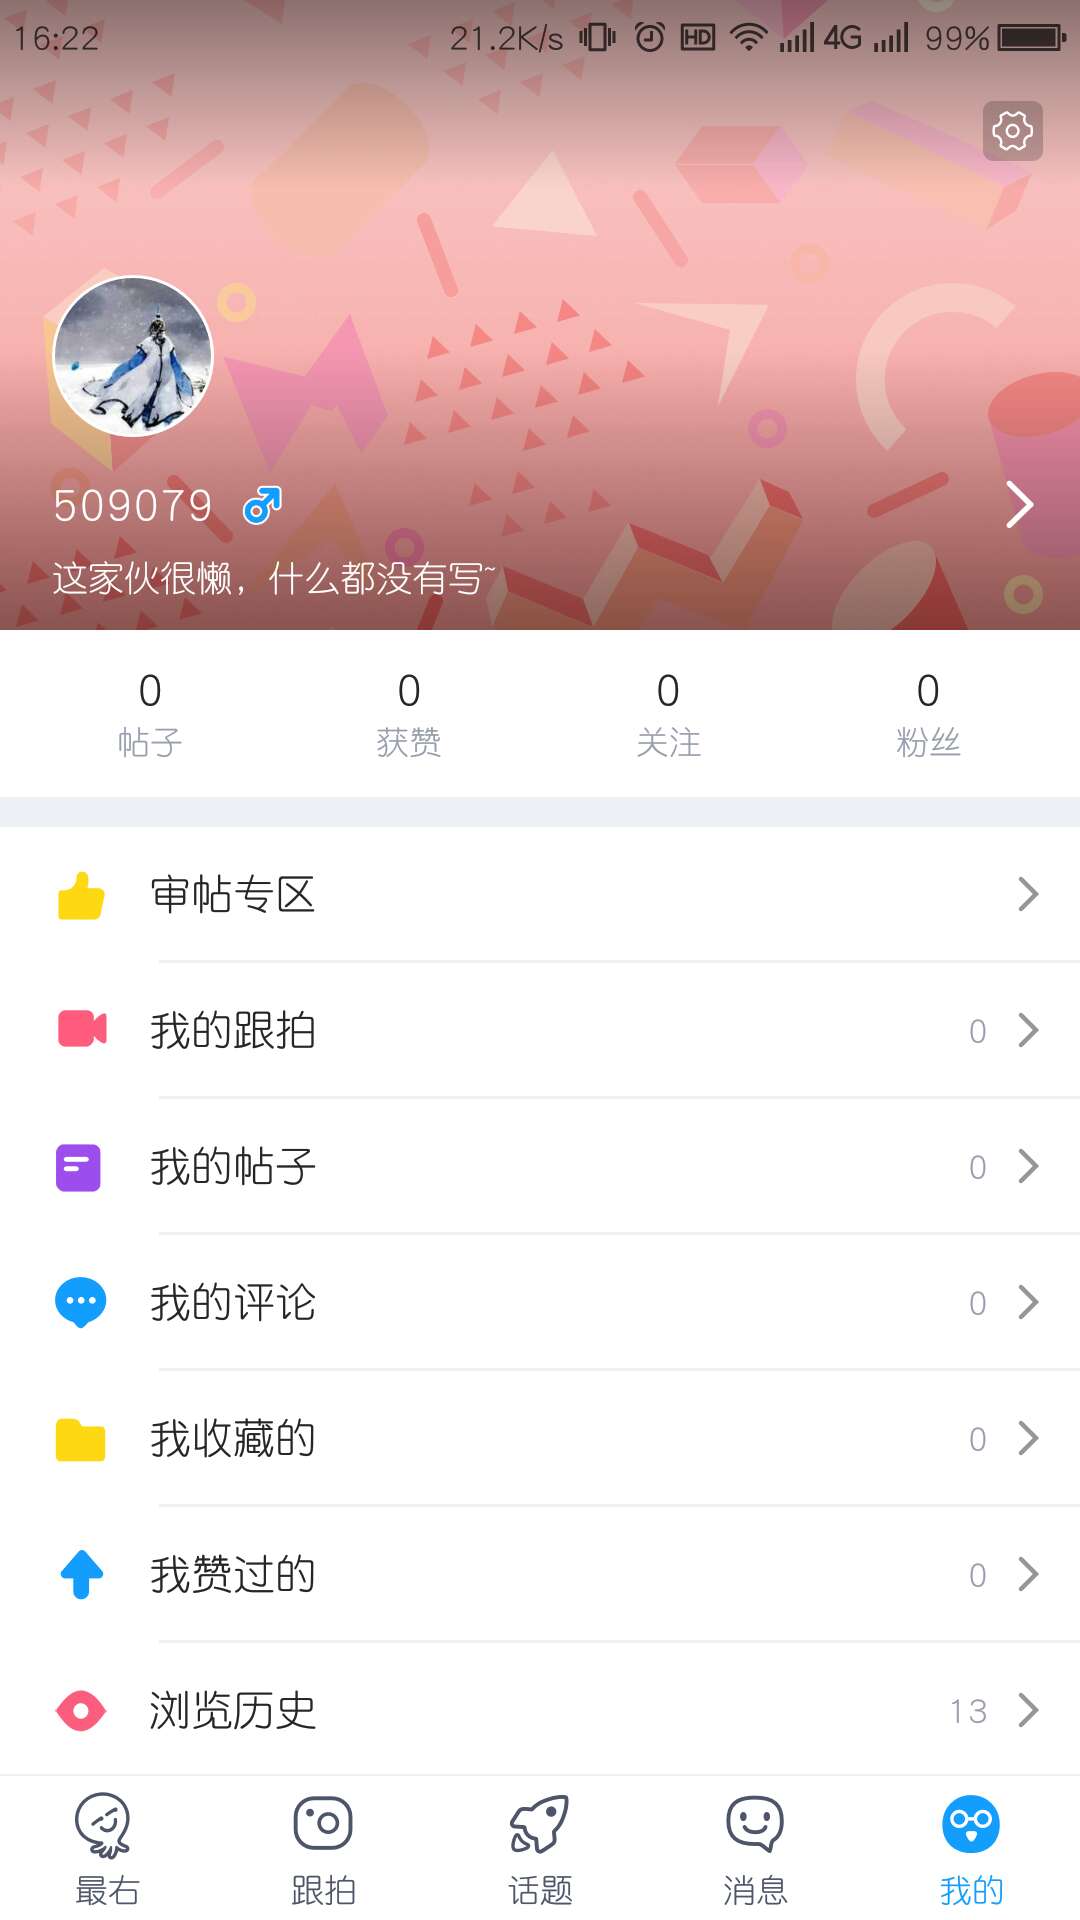 16:22 21.2K/s HD 4G 99%
509079
这家伙很懒，什么都没有写~
0 0 0 0
帖子 获赞 关注 粉丝
审帖专区
我的跟拍 0
我的帖子 0
我的评论 0
我收藏的 0
我赞过的 0
浏览历史 13
最右 跟拍 话题 消息 我的